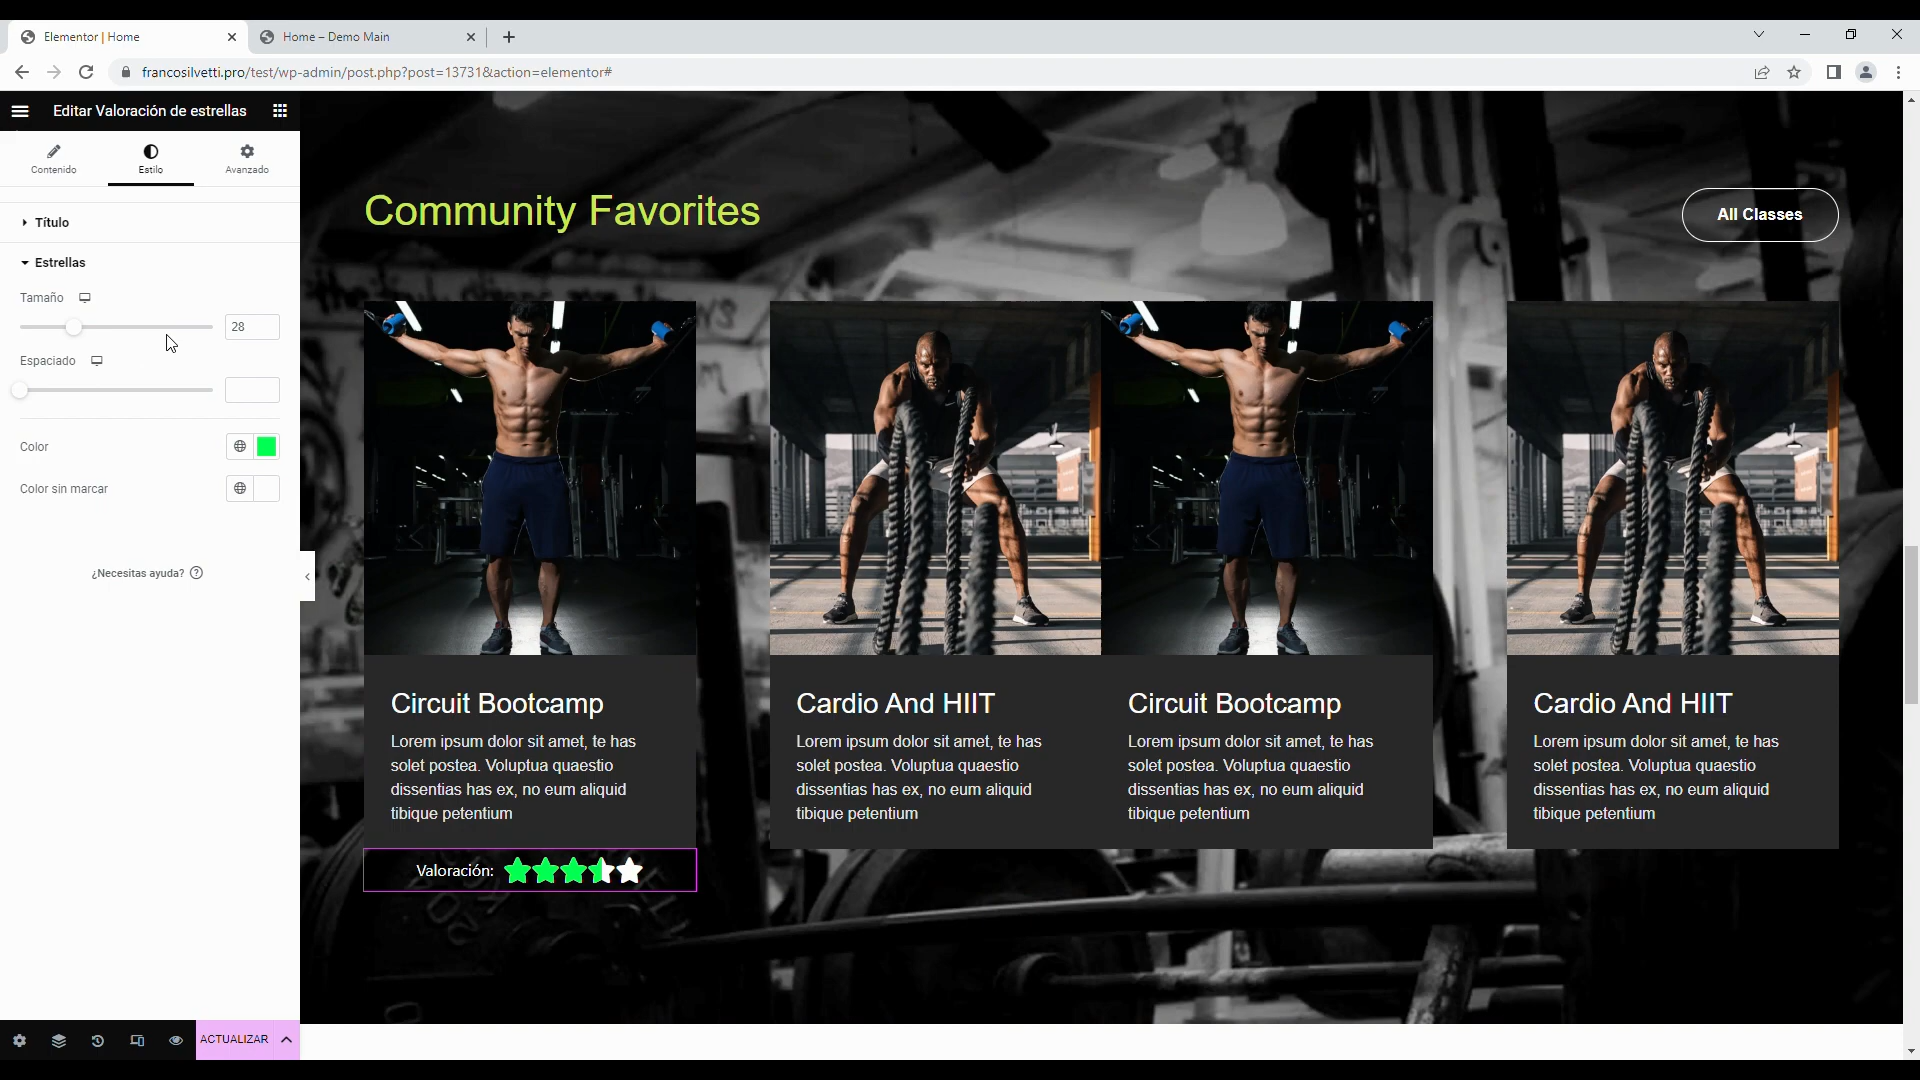 Elementor | Home
Home – Demo Main
francosilvetti.pro/test/wp-admin/post.php?post=13731&action=elementor#
Editar Valoración de estrellas
Contenido
Estilo
Avanzado
Título
Estrellas
Tamaño
28
Espaciado
Color
Color sin marcar
¿Necesitas ayuda?
ACTUALIZAR
Community Favorites
All Classes
Circuit Bootcamp
Lorem ipsum dolor sit amet, te has
solet postea. Voluptua quaestio
dissentias has ex, no eum aliquid
tibique petentium
Valoración:
Cardio And HIIT
Lorem ipsum dolor sit amet, te has
solet postea. Voluptua quaestio
dissentias has ex, no eum aliquid
tibique petentium
Circuit Bootcamp
Lorem ipsum dolor sit amet, te has
solet postea. Voluptua quaestio
dissentias has ex, no eum aliquid
tibique petentium
Cardio And HIIT
Lorem ipsum dolor sit amet, te has
solet postea. Voluptua quaestio
dissentias has ex, no eum aliquid
tibique petentium